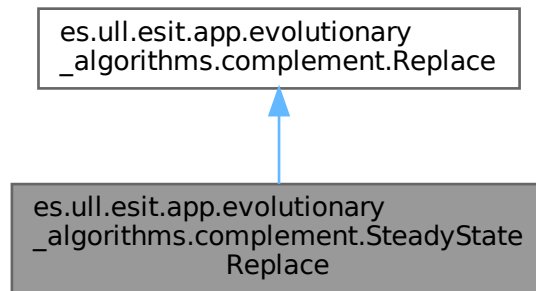 es.ull.esit.app.evolutionary
_algorithms.complement.Replace
es.ull.esit.app.evolutionary
_algorithms.complement.SteadyState
Replace